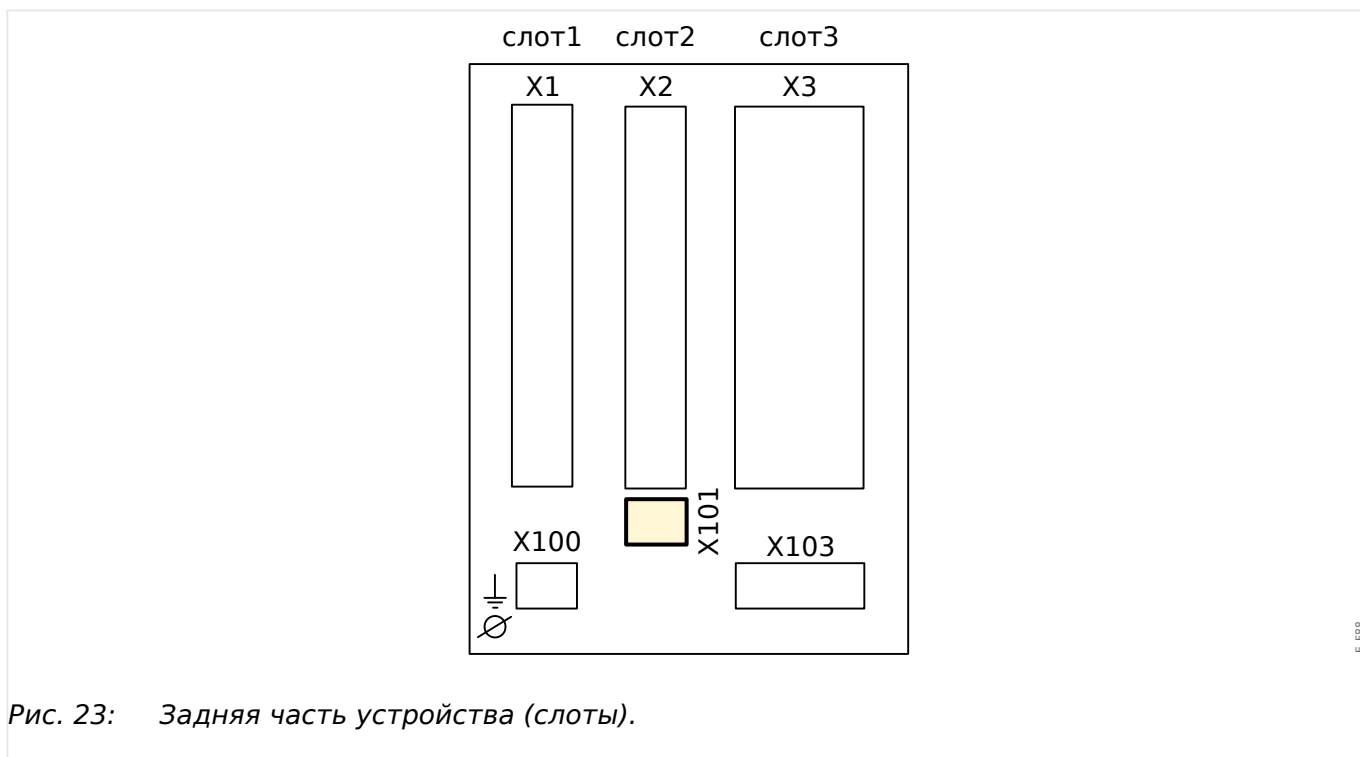 слот1 слот2 слот3
X1 X2 X3
X101
X100 X103
Рис. 23: Задняя часть устройства (слоты).